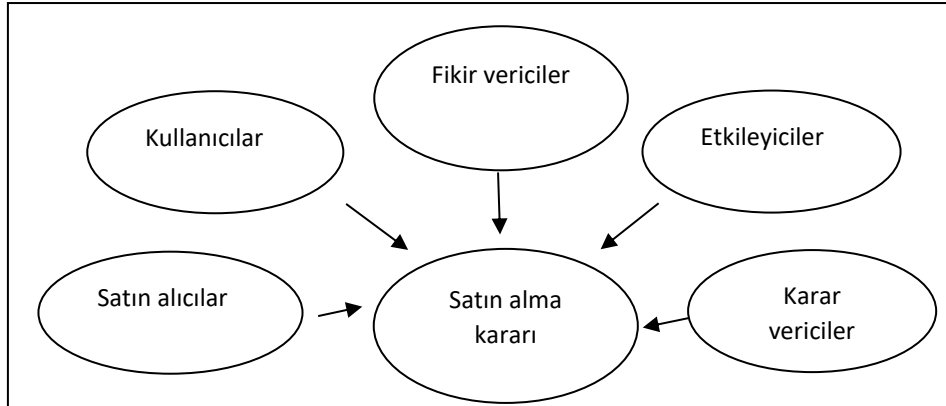 Fikir vericiler
Kullanıcılar
Etkileyiciler
Satın alıcılar
Satın alma
kararı
Karar
vericiler